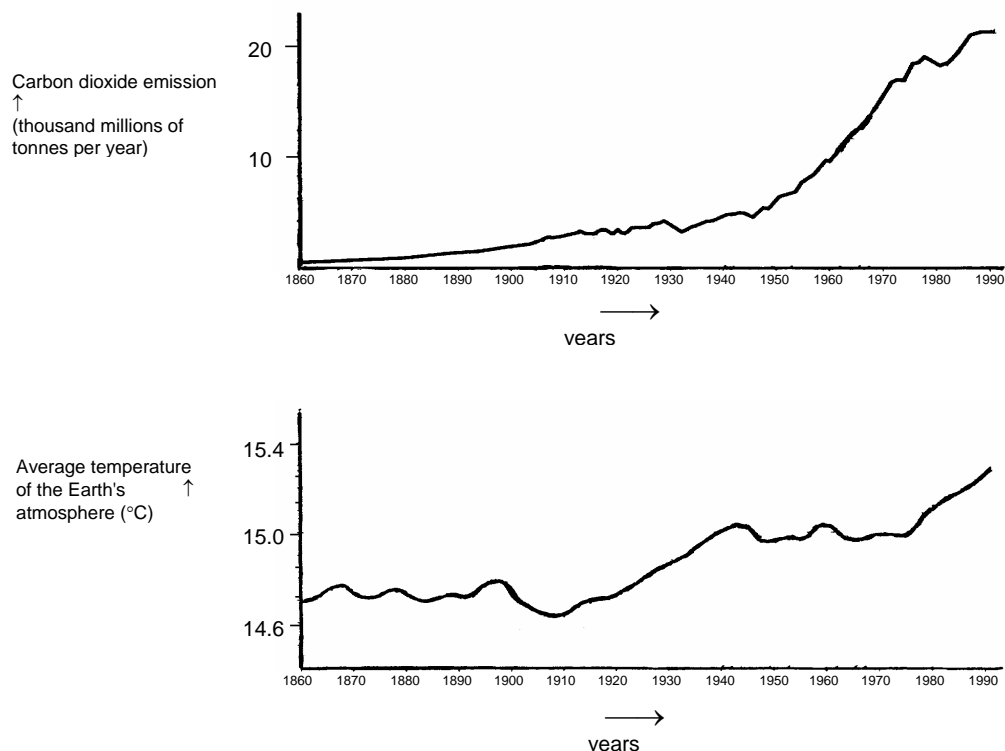 20
Carbon dioxide emission
↑
(thousand millions of
tonnes per year)
10
1860 1870 1880 1890 1900 1910 1920 1930 1940 1950 1960 1970 1980 1990
→
years
15.4
Average temperature
of the Earth's ↑
atmosphere (°C)
15.0
14.6
1860 1870 1880 1890 1900 1910 1920 1930 1940 1950 1960 1970 1980 1990
→
years